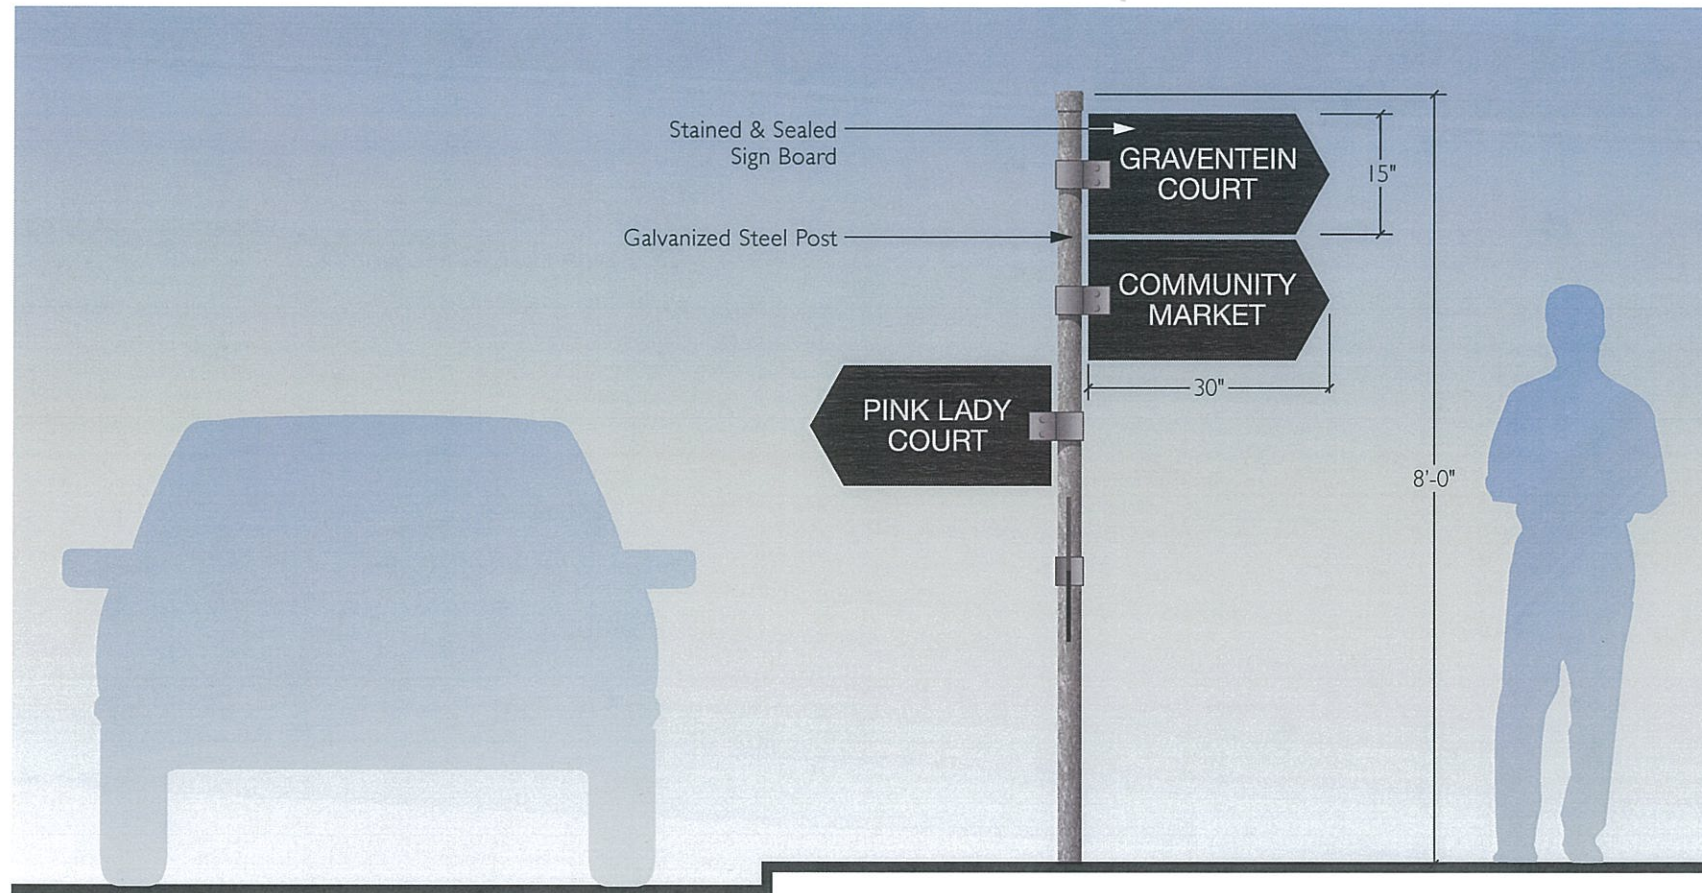 Stained & Sealed
Sign Board
GRAVENTEIN
COURT
15"
Galvanized Steel Post
COMMUNITY
MARKET
30"
PINK LADY
COURT
8'-0"